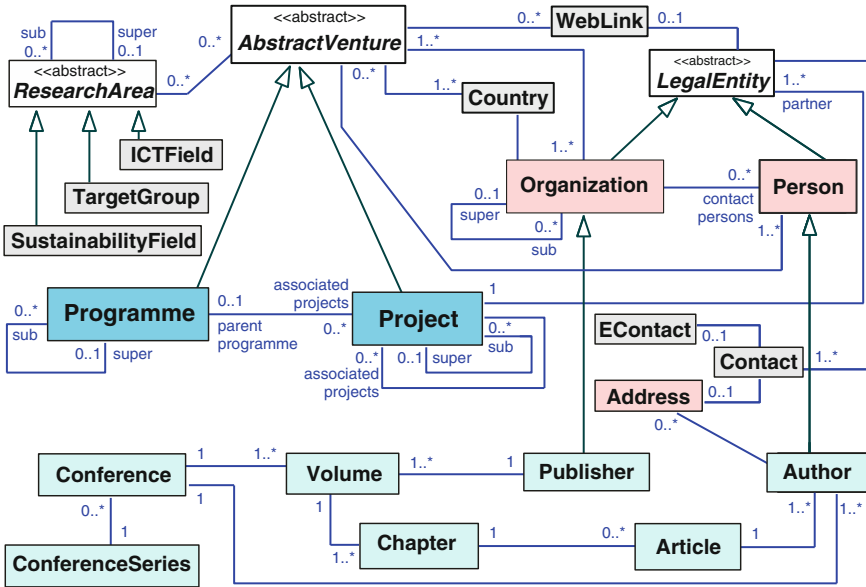 <<abstract>>
AbstractVenture
0..*
WebLink
0..1
sub
super
0..*
0..1
0..*
1..*
<<abstract>>
ResearchArea
0..*
0..*
1..*
<<abstract>>
LegalEntity
1..*
partner
Country
ICTField
TargetGroup
SustainabilityField
1..*
Organization
0..*
contact
persons
Person
0..1
super
0..*
sub
1..*
Programme
0..1
parent
programme
associated
projects
0..*
Project
1
0..*
sub
0..1
super
0..*
sub
0..*
associated
projects
0..1
super
EContact
0..1
Contact
1..*
Address
0..1
0..*
Conference
1
1..*
Volume
1..*
1
Publisher
Author
0..*
1
1
1..*
1..*
1
ConferenceSeries
1..*
Chapter
1
0..*
Article
1